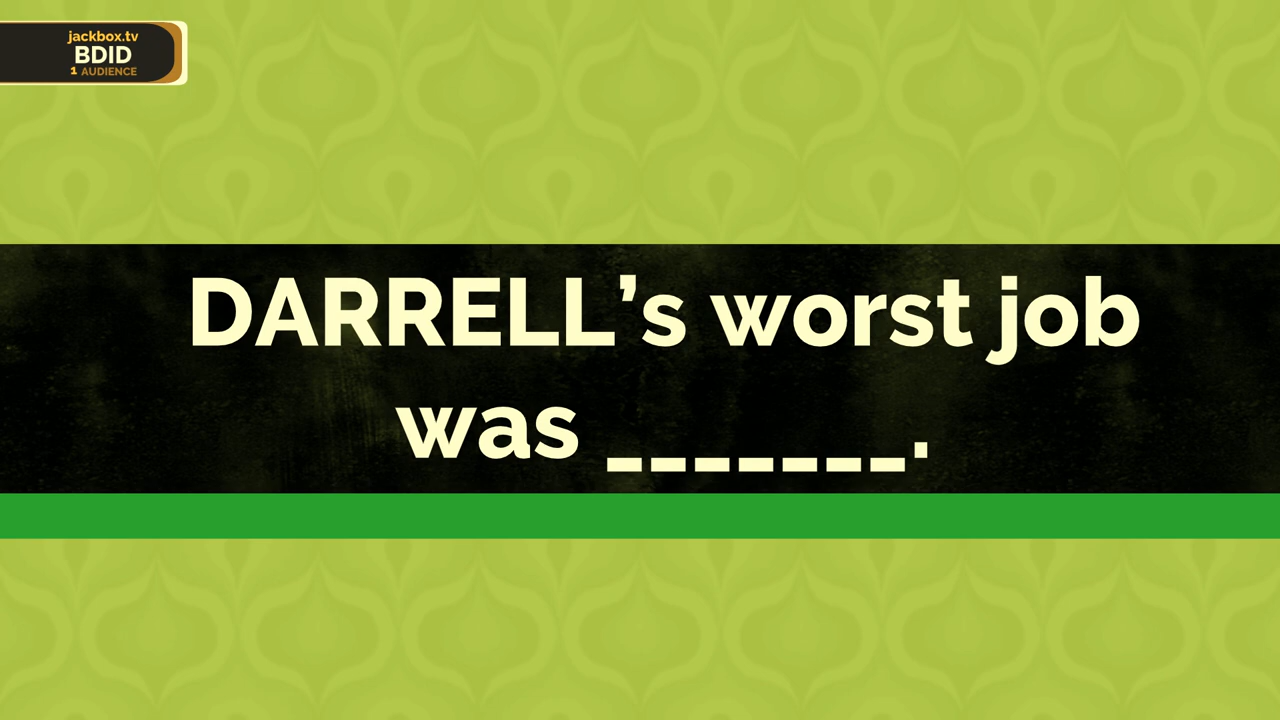 jackbox.tv
BDID
1 AUDIENCE
DARRELL’s worst job
was _______.